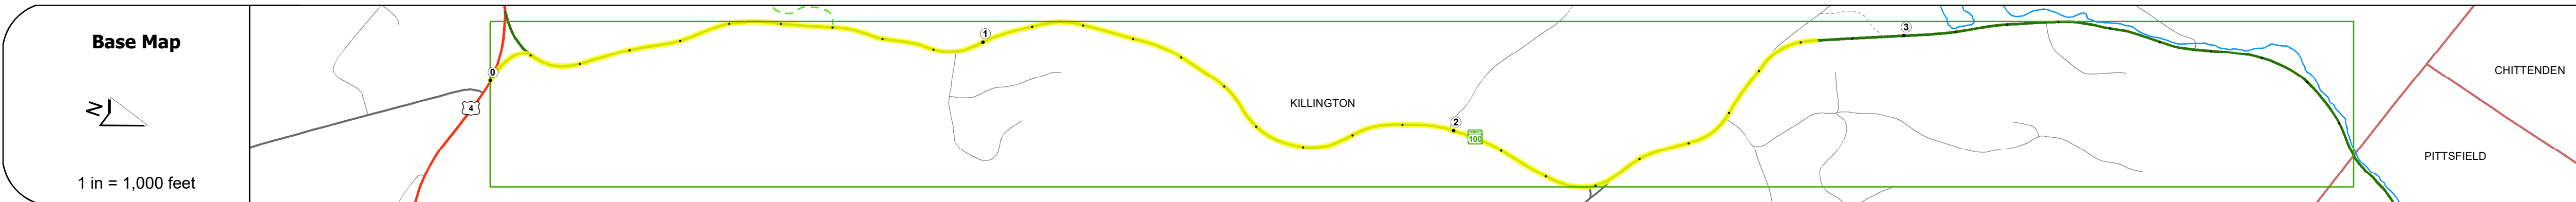 Base Map
N
1 in = 1,000 feet
0
4
1
KILLINGTON
2
100
3
CHITTENDEN
PITTSFIELD